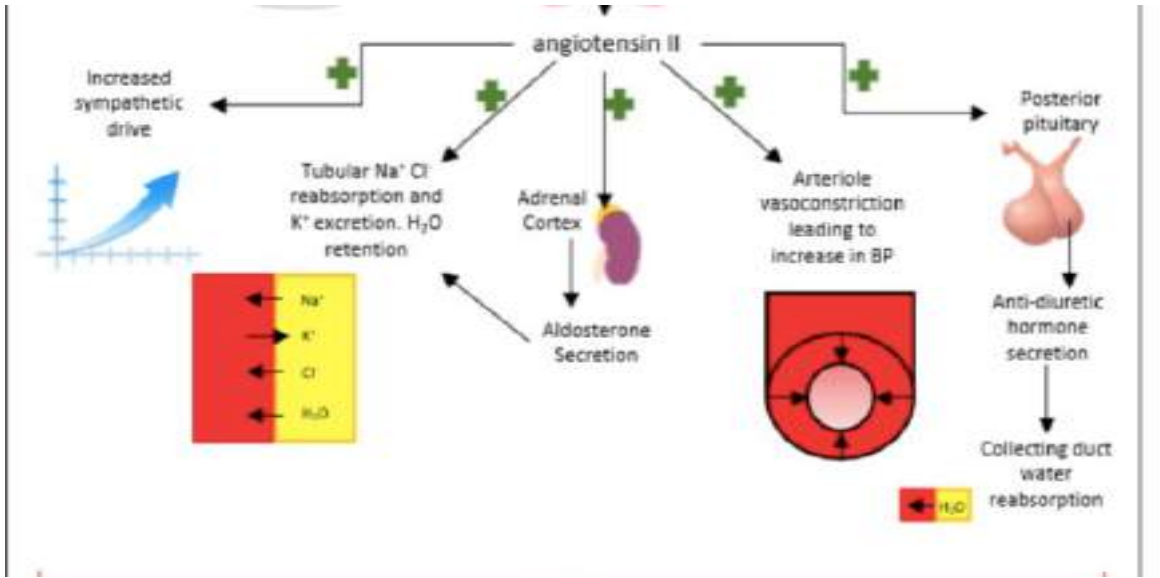 angiotensin II
Increased
sympathetic
drive
Tubular Na⁺ Cl⁻
reabsorption and
K⁺ excretion. H₂O
retention
Adrenal
Cortex
Aldosterone
Secretion
Arteriole
vasoconstriction
leading to
increase in BP
Posterior
pituitary
Anti-diuretic
hormone
secretion
Collecting duct
water
reabsorption
Na⁺
K⁺
Cl⁻
H₂O
H₂O